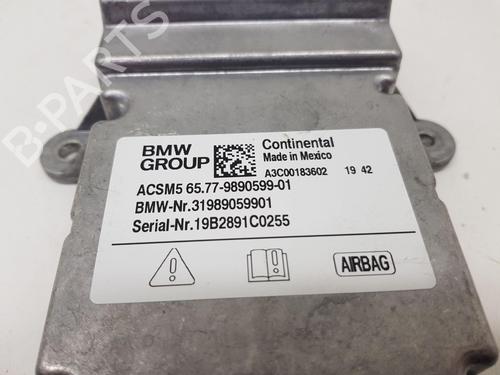 B-PARTS
BMW
GROUP
Continental
Made in Mexico
A3C00183602 19 42
ACSM5 65.77-9890599-01
BMW-Nr.31989059901
Serial-Nr.19B2891C0255
AIRBAG